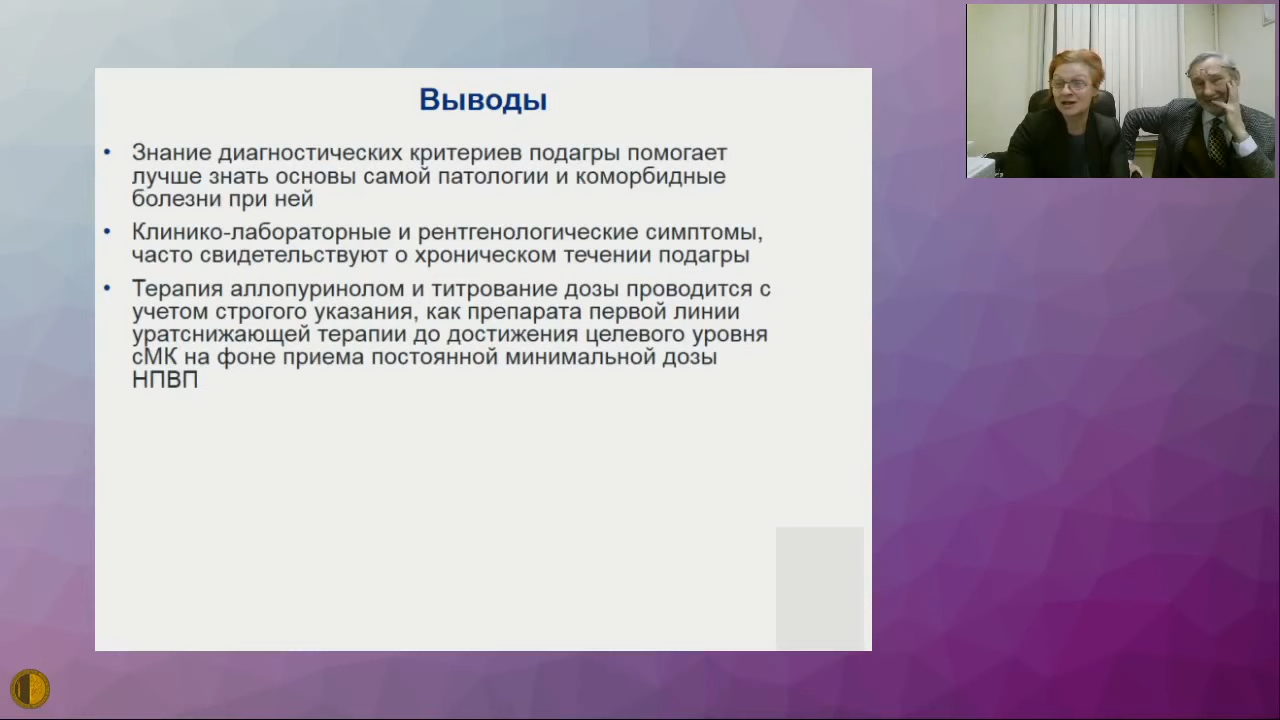 Выводы
• Знание диагностических критериев подагры помогает
лучше знать основы самой патологии и коморбидные
болезни при ней
• Клинико-лабораторные и рентгенологические симптомы,
часто свидетельствуют о хроническом течении подагры
• Терапия аллопуринолом и титрование дозы проводится с
учетом строгого указания, как препарата первой линии
уратснижающей терапии до достижения целевого уровня
сМК на фоне приема постоянной минимальной дозы
НПВП